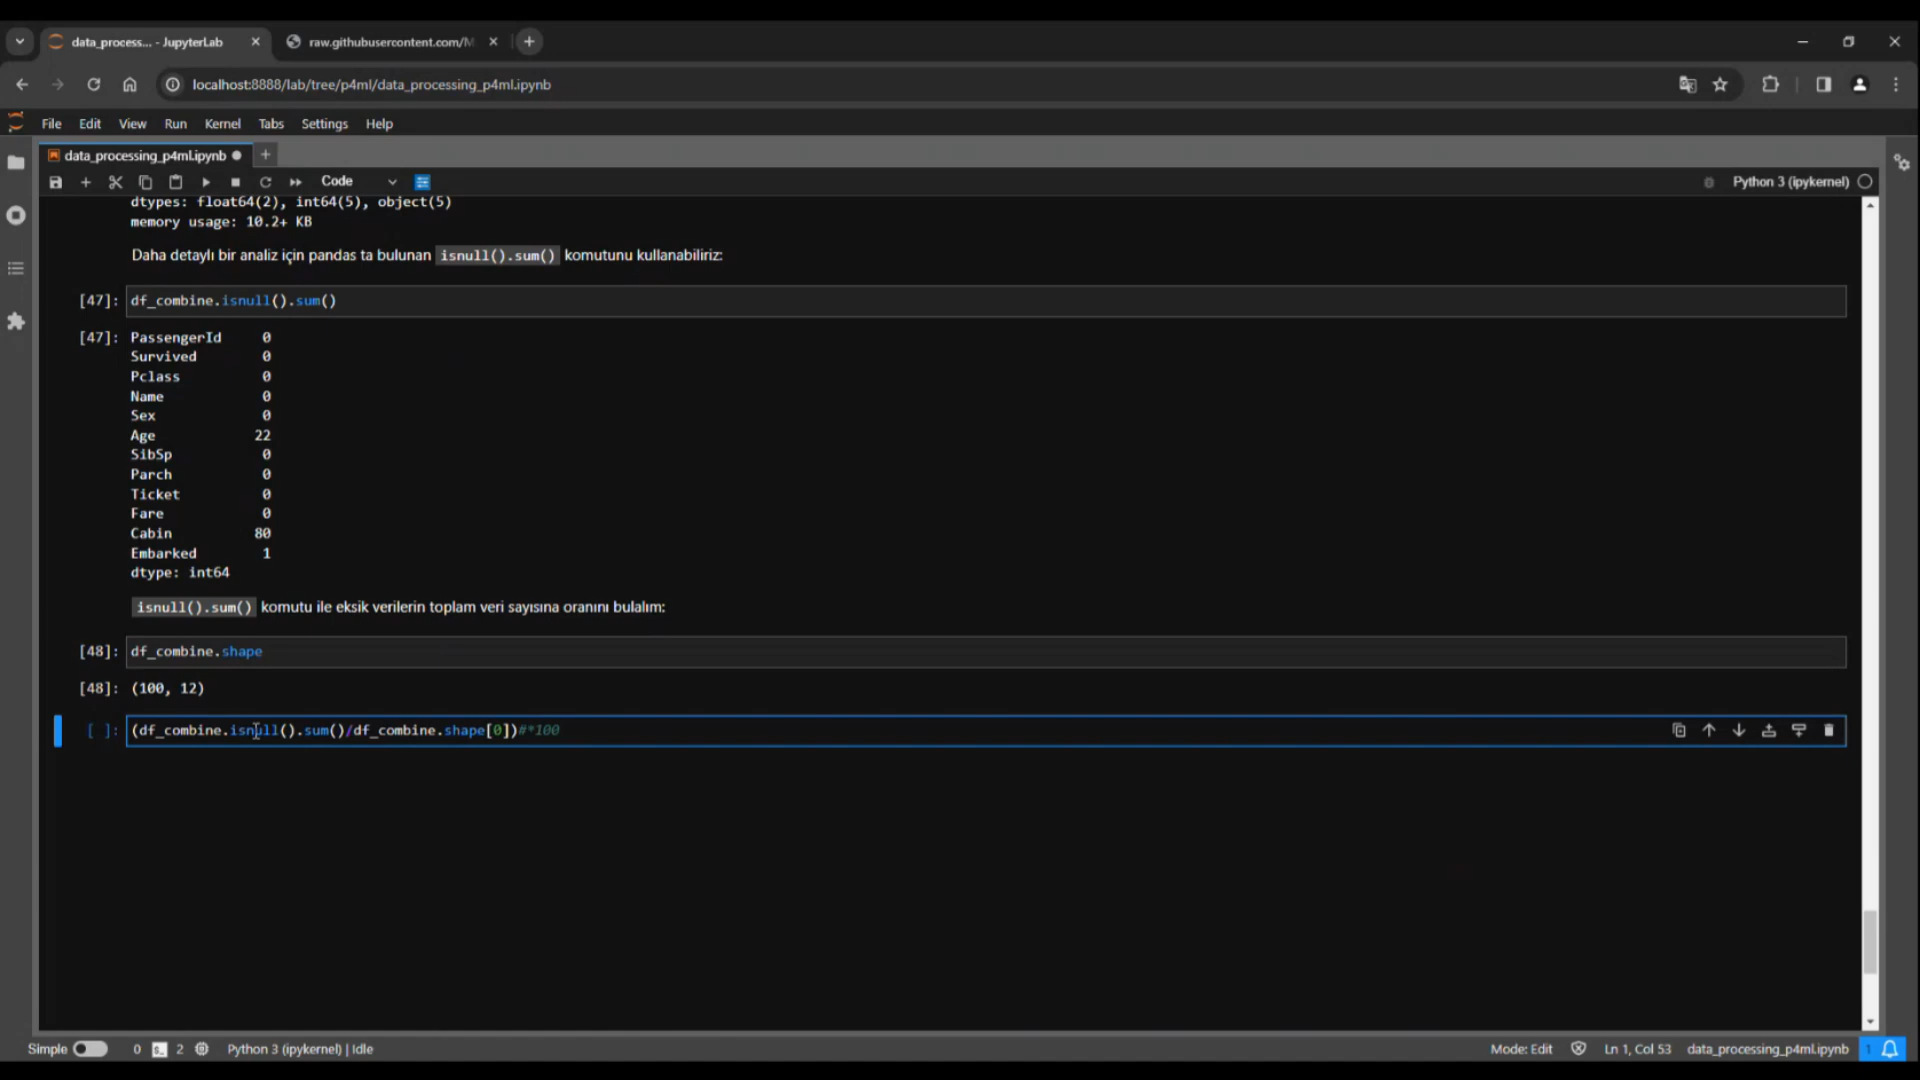 data_process... - JupyterLab
raw.githubusercontent.com/M
localhost:8888/lab/tree/p4ml/data_processing_p4ml.ipynb
File Edit View Run Kernel Tabs Settings Help
data_processing_p4ml.ipynb
Code
Python 3 (ipykernel)
dtypes: float64(2), int64(5), object(5)
memory usage: 10.2+ KB
Daha detaylı bir analiz için pandas ta bulunan isnull().sum() komutunu kullanabiliriz:
[47]: df_combine.isnull().sum()
[47]: PassengerId 0
Survived 0
Pclass 0
Name 0
Sex 0
Age 22
SibSp 0
Parch 0
Ticket 0
Fare 0
Cabin 80
Embarked 1
dtype: int64
isnull().sum() komutu ile eksik verilerin toplam veri sayısına oranını bulalım:
[48]: df_combine.shape
[48]: (100, 12)
[ ]: (df_combine.isnull().sum()/df_combine.shape[0])#*100
Simple 0 2 Python 3 (ipykernel) | Idle Mode: Edit Ln 1, Col 53 data_processing_p4ml.ipynb 1